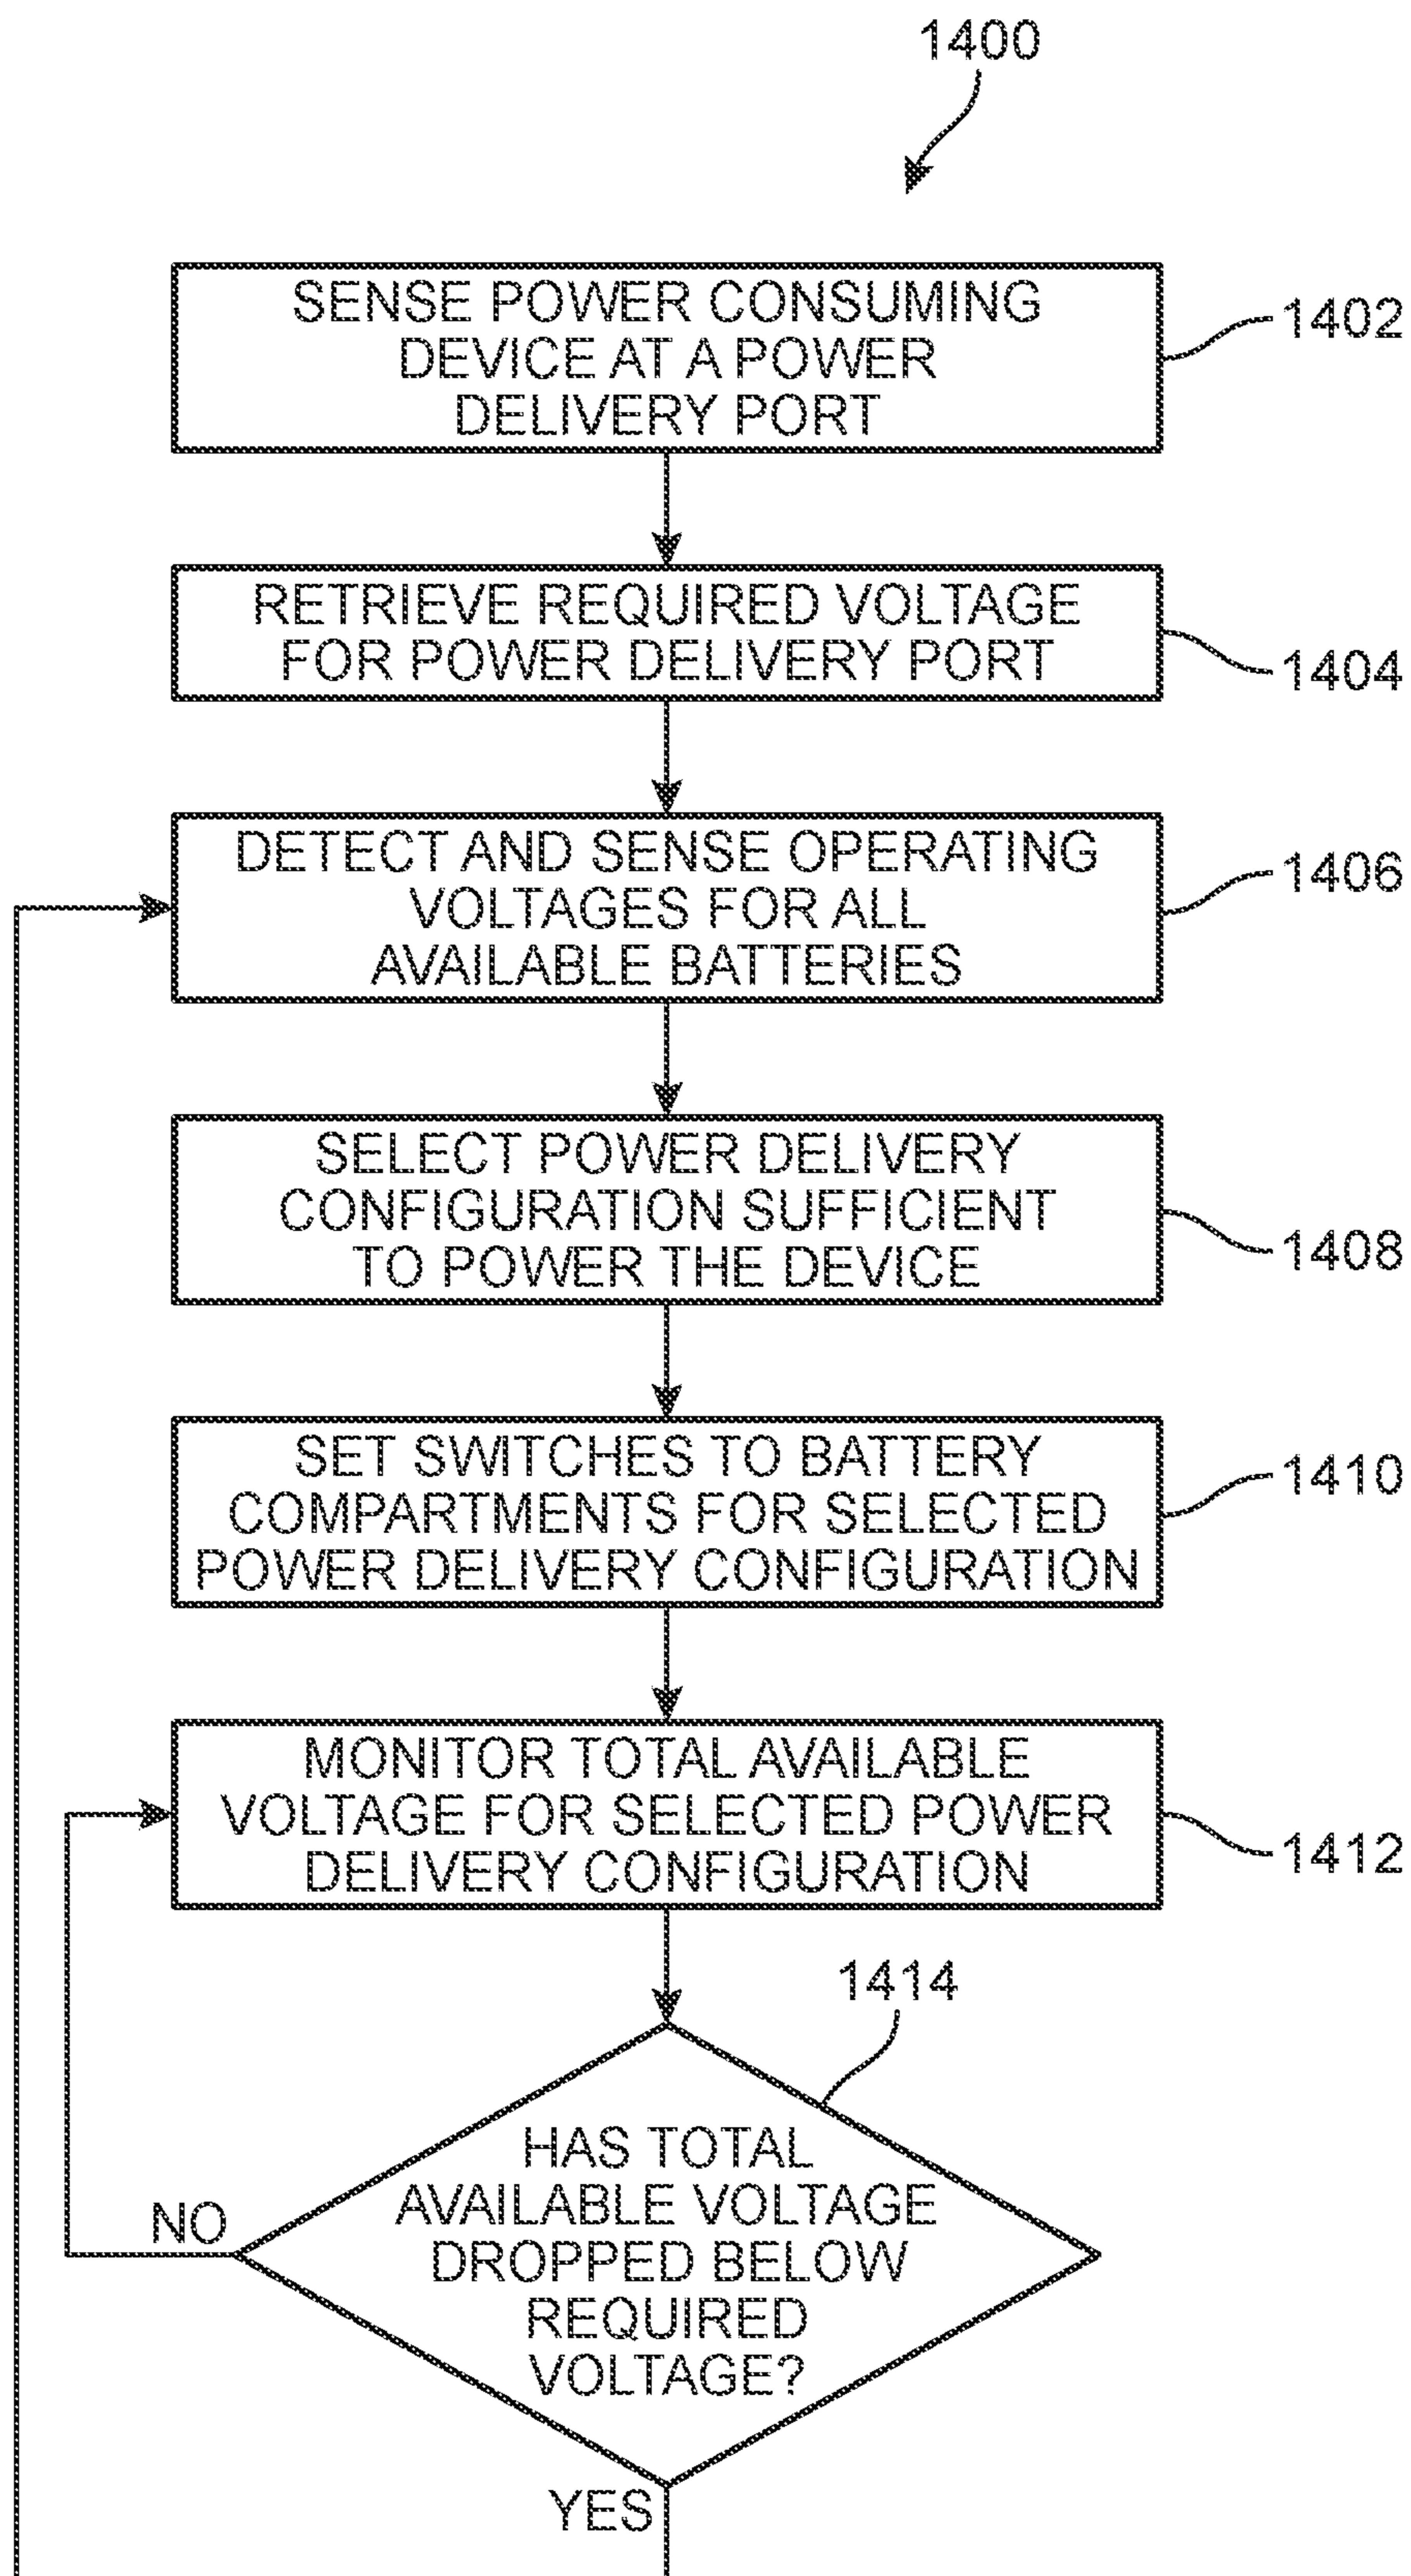 1400
SENSE POWER CONSUMING
DEVICE AT A POWER
DELIVERY PORT
1402
RETRIEVE REQUIRED VOLTAGE
FOR POWER DELIVERY PORT
1404
DETECT AND SENSE OPERATING
VOLTAGES FOR ALL
AVAILABLE BATTERIES
1406
SELECT POWER DELIVERY
CONFIGURATION SUFFICIENT
TO POWER THE DEVICE
1408
SET SWITCHES TO BATTERY
COMPARTMENTS FOR SELECTED
POWER DELIVERY CONFIGURATION
1410
MONITOR TOTAL AVAILABLE
VOLTAGE FOR SELECTED POWER
DELIVERY CONFIGURATION
1412
1414
HAS TOTAL
AVAILABLE VOLTAGE
DROPPED BELOW
REQUIRED
VOLTAGE?
NO
YES